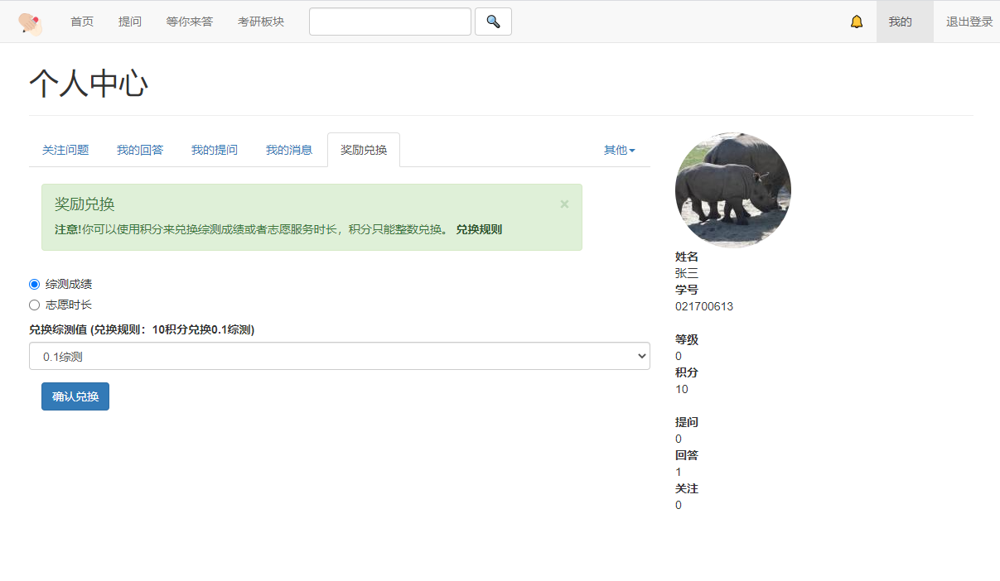 首页 提问 等你来答 考研板块 我的 退出登录
个人中心
关注问题 我的回答 我的提问 我的消息 奖励兑换 其他
奖励兑换 ×
注意!你可以使用积分来兑换综测成绩或者志愿服务时长，积分只能整数兑换。 兑换规则
综测成绩
志愿时长
兑换综测值 (兑换规则：10积分兑换0.1综测)
0.1综测
确认兑换
姓名
张三
学号
021700613
等级
0
积分
10
提问
0
回答
1
关注
0